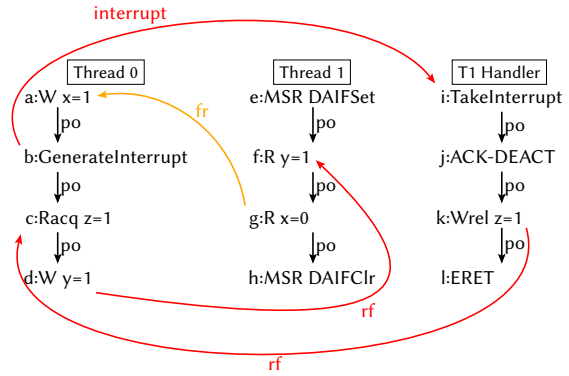 interrupt
Thread 0
Thread 1
T1 Handler
a:W x=1
e:MSR DAIFSet
i:TakeInterrupt
po
fr
po
po
b:GenerateInterrupt
f:R y=1
j:ACK-DEACT
po
po
po
c:Racq z=1
g:R x=0
k:Wrel z=1
po
po
po
d:W y=1
h:MSR DAIFClr
l:ERET
rf
rf